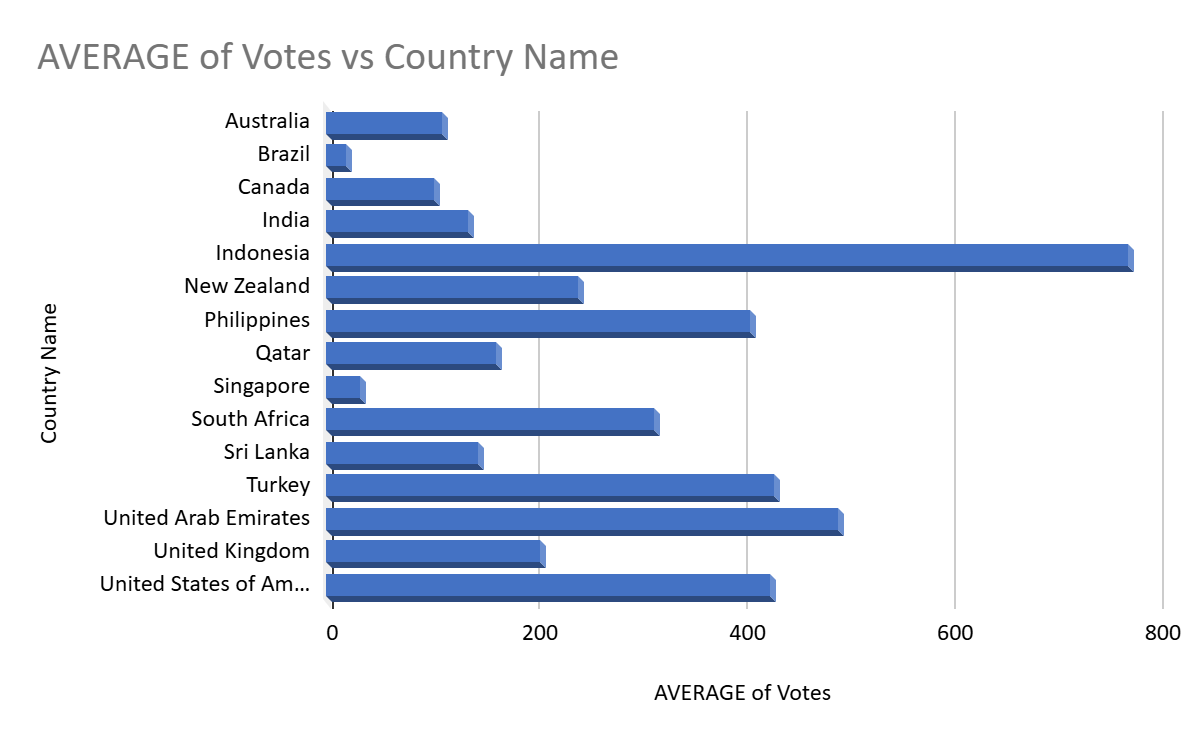 AVERAGE of Votes vs Country Name
Country Name
Australia
Brazil
Canada
India
Indonesia
New Zealand
Philippines
Qatar
Singapore
South Africa
Sri Lanka
Turkey
United Arab Emirates
United Kingdom
United States of Am...
0 200 400 600 800
AVERAGE of Votes